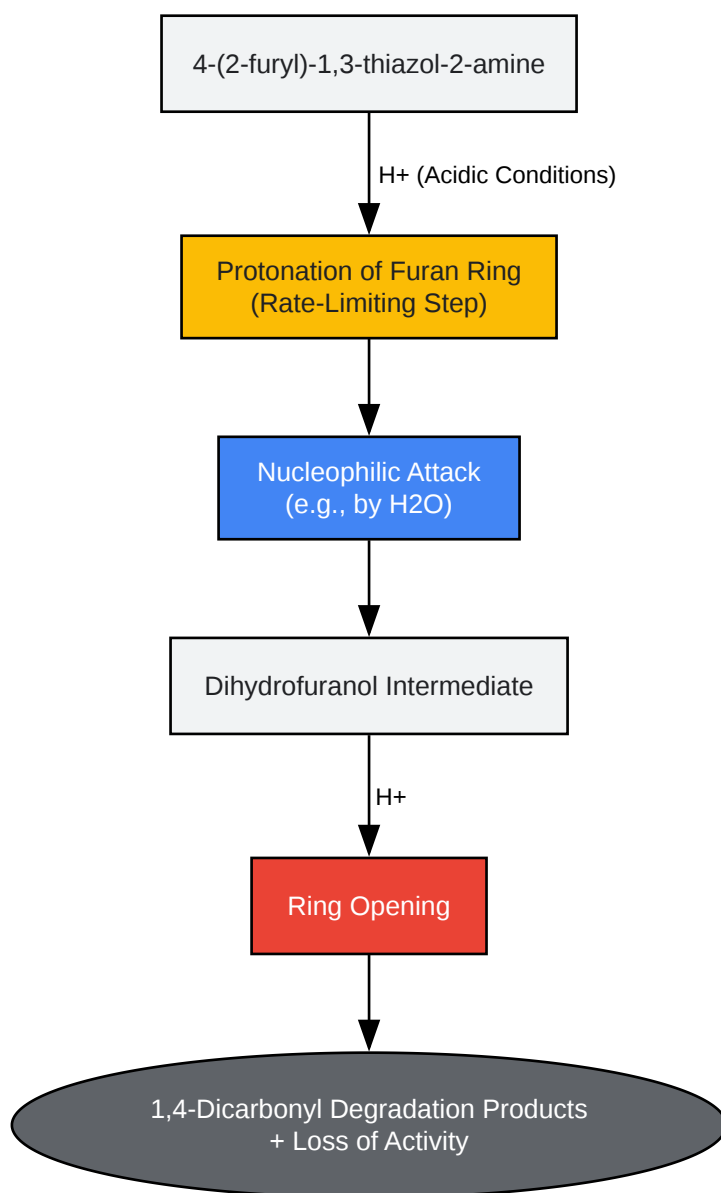 4-(2-furyl)-1,3-thiazol-2-amine
H+ (Acidic Conditions)
Protonation of Furan Ring
(Rate-Limiting Step)
Nucleophilic Attack
(e.g., by H2O)
Dihydrofuranol Intermediate
H+
Ring Opening
1,4-Dicarbonyl Degradation Products
+ Loss of Activity